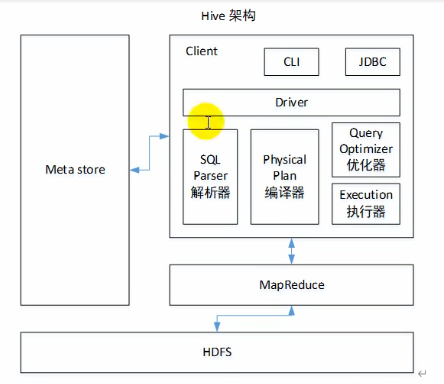 Hive 架构
Client
CLI
JDBC
Driver
Meta store
SQL
Parser
解析器
Physical
Plan
编译器
Query
Optimizer
优化器
Execution
执行器
MapReduce
HDFS